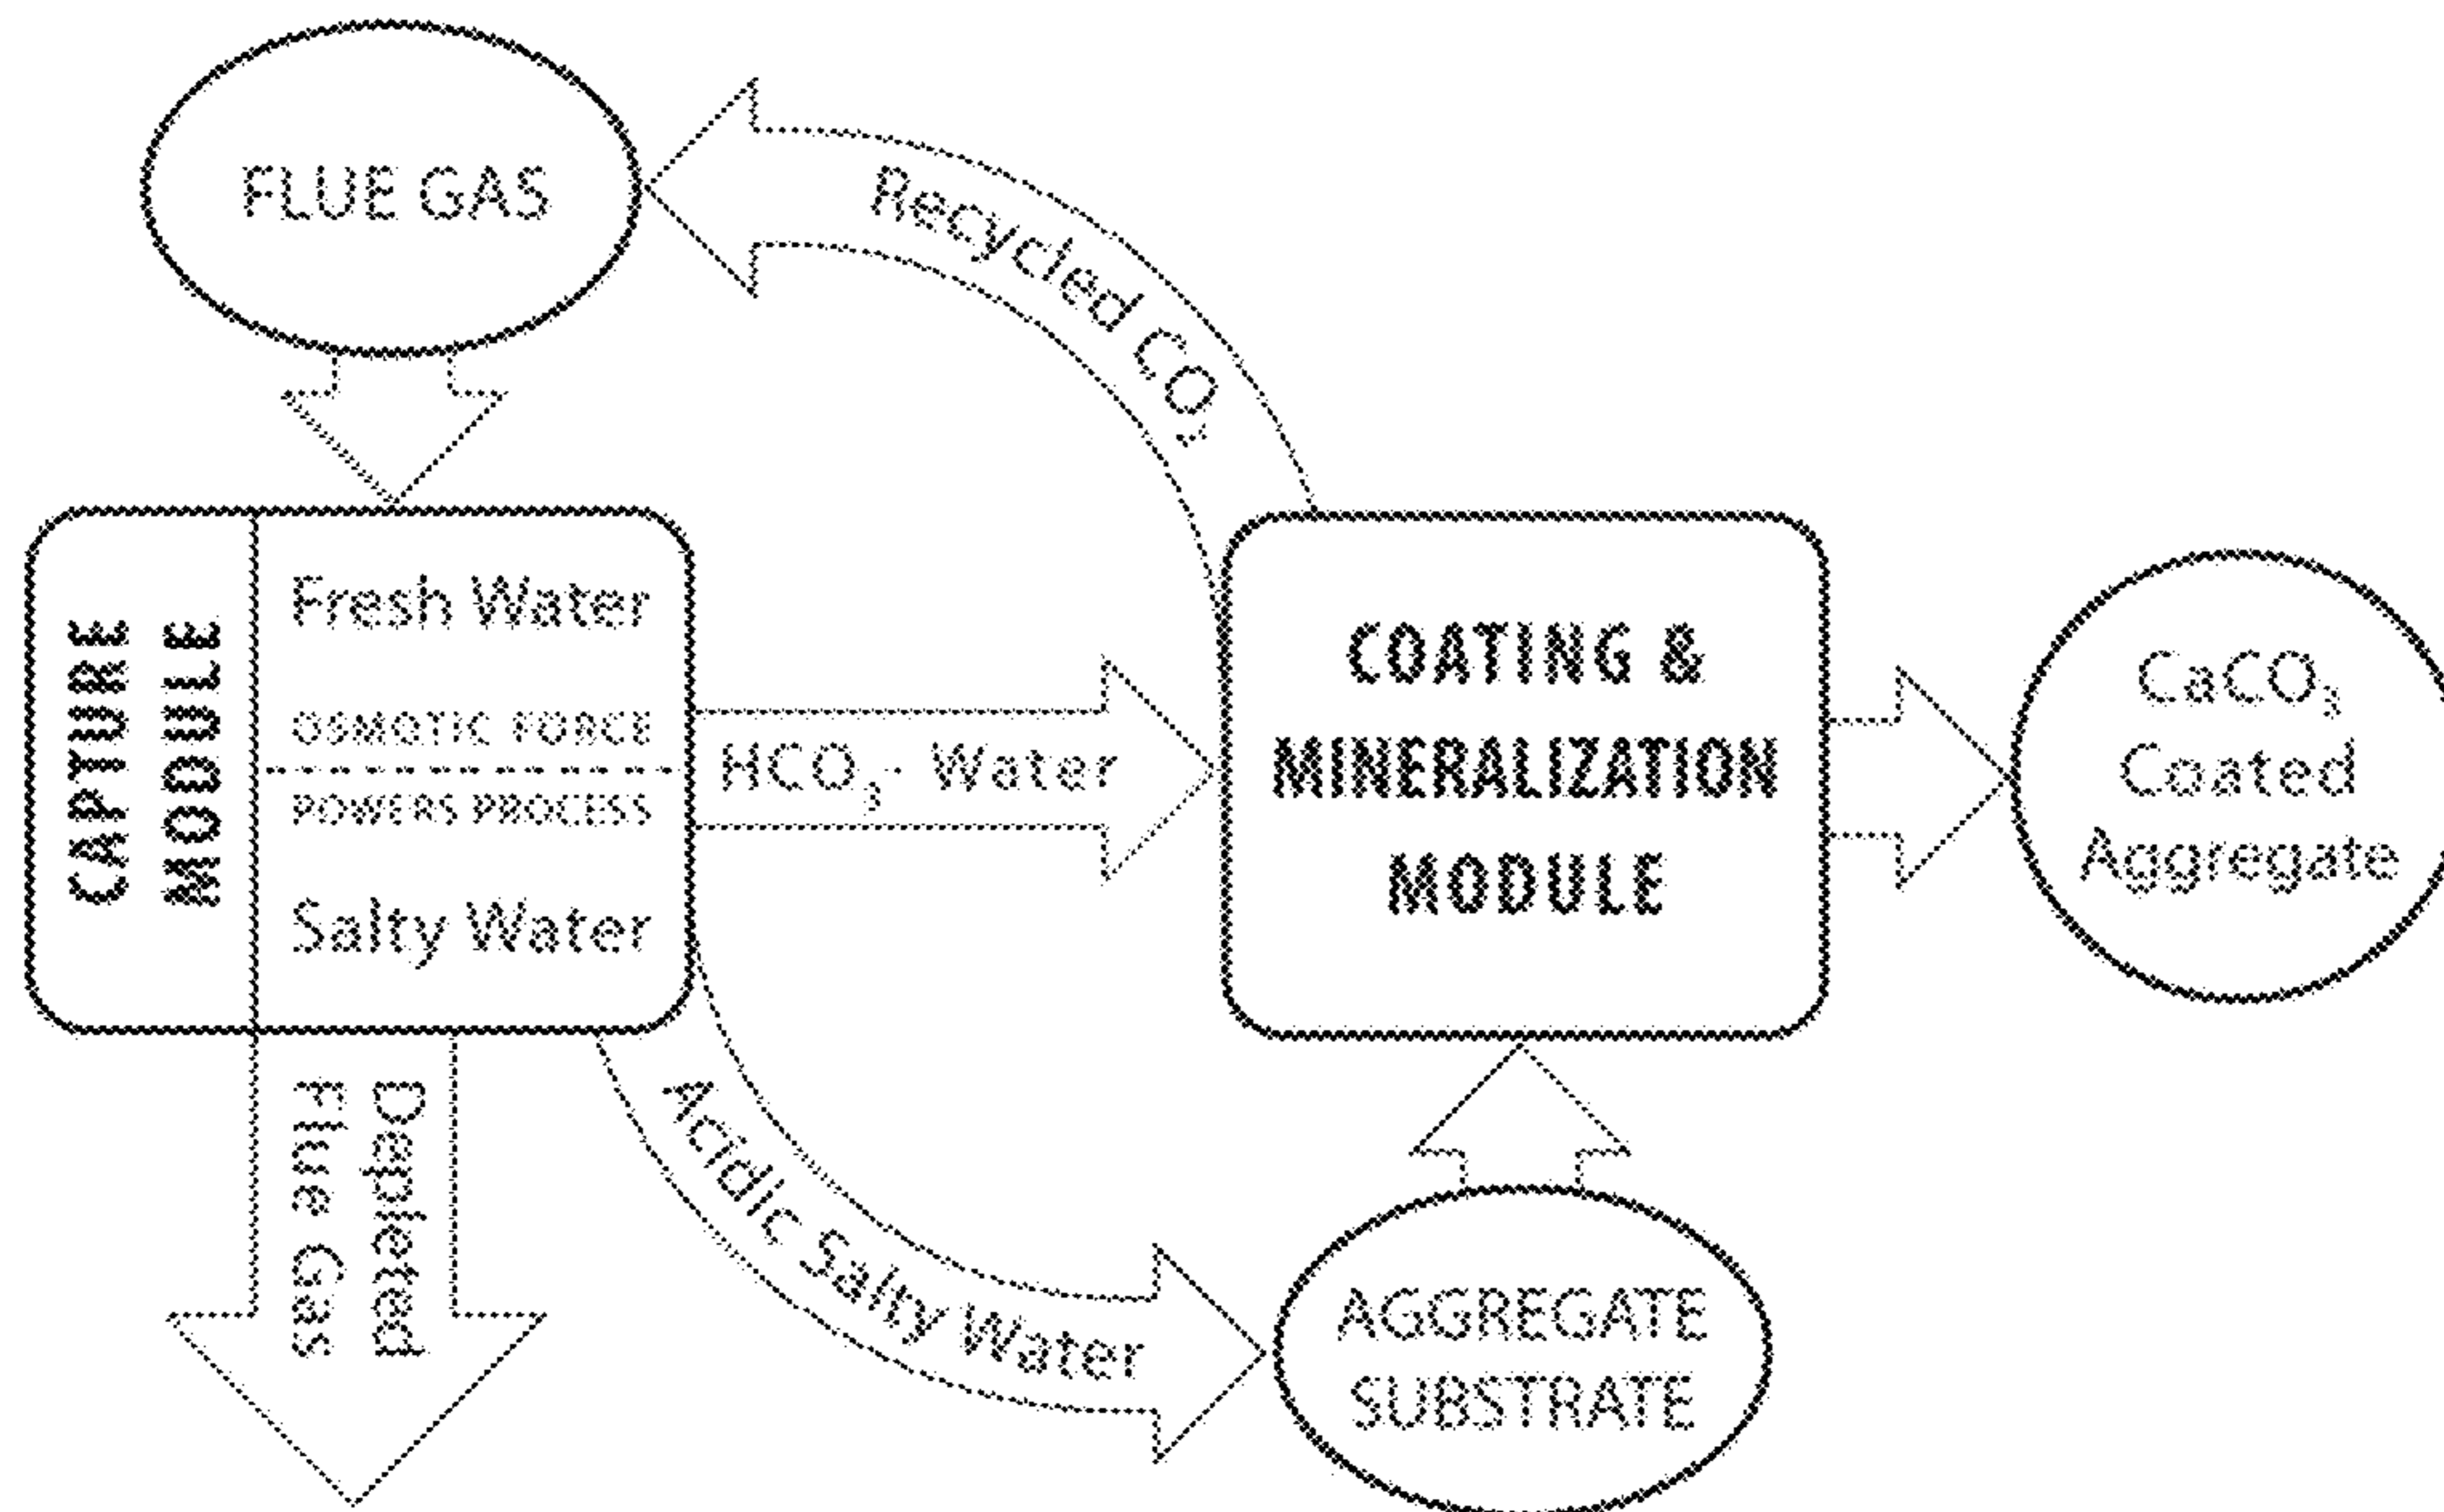 FLUE GAS
Recycled CO₂
CAPTURE
MODULE
Fresh Water
OSMOTIC FORCE
POWERS PROCESS
Salty Water
HCO₃- Water
COATING &
MINERALIZATION
MODULE
CaCO₃
Coated
Aggregate
Depleted
Flue Gas
Acidic Salty Water
AGGREGATE
SUBSTRATE